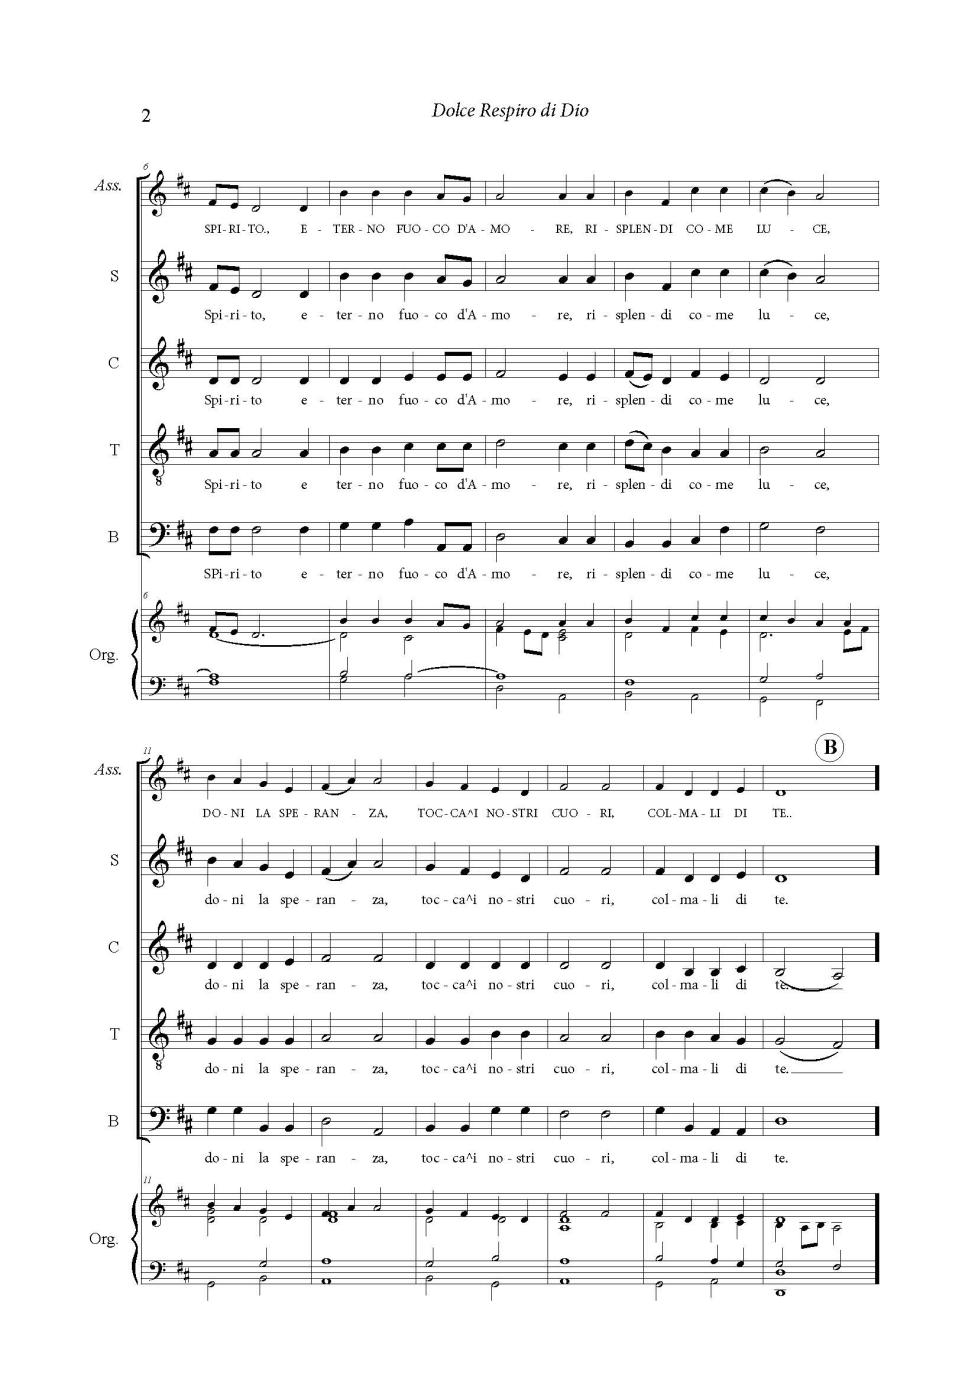 2
Dolce Respiro di Dio
6
Ass.
SPI - RI - TO., E - TER - NO FUO - CO D'A - MO - RE, RI - SPLEN - DI CO - ME LU - CE,
S
Spi - ri - to, e - ter - no fuo - co d'A - mo - re, ri - splen - di co - me lu - ce,
C
Spi - ri - to e - ter - no fuo - co d'A - mo - re, ri - splen - di co - me lu - ce,
T
Spi - ri - to e ter - no fuo - co d'A - mo - re, ri - splen - di co - me lu - ce,
B
SPi - ri - to e - ter - no fuo - co d'A - mo - re, ri - splen - di co - me lu - ce,
6
Org.
B
11
Ass.
DO - NI LA SPE - RAN - ZA, TOC - CA^I NO - STRI CUO - RI, COL - MA - LI DI TE..
S
do - ni la spe - ran - za, toc - ca^i no - stri cuo - ri, col - ma - li di te.
C
do - ni la spe - ran - za, toc - ca^i no - stri cuo - ri, col - ma - li di te.
T
do - ni la spe - ran - za, toc - ca^i no - stri cuo - ri, col - ma - li di te.
B
do - ni la spe - ran - za, toc - ca^i no - stri cuo - ri, col - ma - li di te.
11
Org.